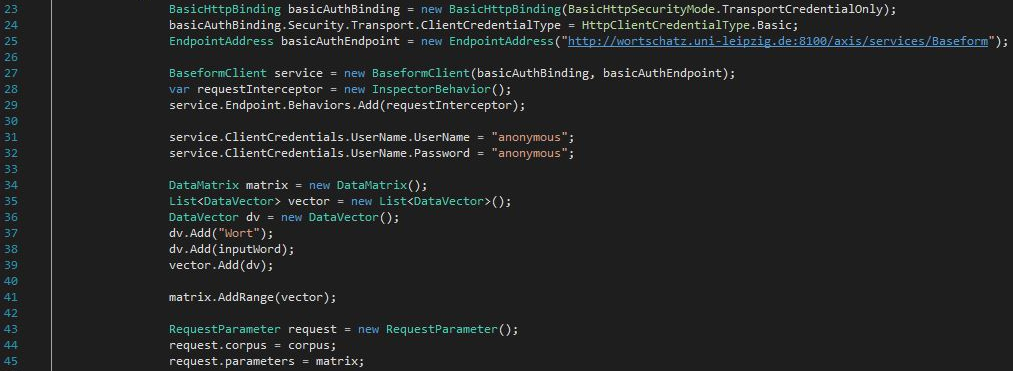 23 BasicHttpBinding basicAuthBinding = new BasicHttpBinding(BasicHttpSecurityMode.TransportCredentialOnly);
24 basicAuthBinding.Security.Transport.ClientCredentialType = HttpClientCredentialType.Basic;
25 EndpointAddress basicAuthEndpoint = new EndpointAddress("http://wortschatz.uni-leipzig.de:8100/axis/services/Baseform");
26
27 BaseformClient service = new BaseformClient(basicAuthBinding, basicAuthEndpoint);
28 var requestInterceptor = new InspectorBehavior();
29 service.Endpoint.Behaviors.Add(requestInterceptor);
30
31 service.ClientCredentials.UserName.UserName = "anonymous";
32 service.ClientCredentials.UserName.Password = "anonymous";
33
34 DataMatrix matrix = new DataMatrix();
35 List<DataVector> vector = new List<DataVector>();
36 DataVector dv = new DataVector();
37 dv.Add("Wort");
38 dv.Add(inputWord);
39 vector.Add(dv);
40
41 matrix.AddRange(vector);
42
43 RequestParameter request = new RequestParameter();
44 request.corpus = corpus;
45 request.parameters = matrix;